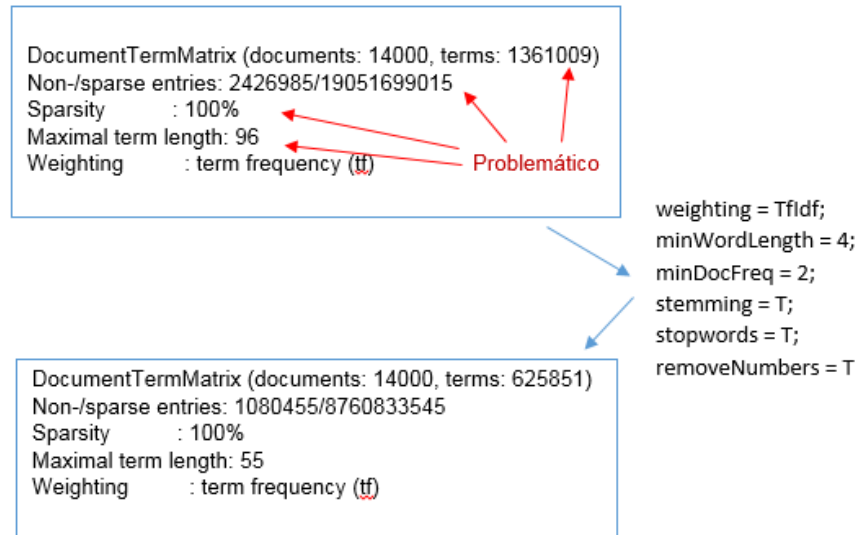 DocumentTermMatrix (documents: 14000, terms: 1361009)
Non-/sparse entries: 2426985/19051699015
Sparsity : 100%
Maximal term length: 96
Weighting : term frequency (tf)
Problemático
weighting = TfIdf;
minWordLength = 4;
minDocFreq = 2;
stemming = T;
stopwords = T;
removeNumbers = T
DocumentTermMatrix (documents: 14000, terms: 625851)
Non-/sparse entries: 1080455/8760833545
Sparsity : 100%
Maximal term length: 55
Weighting : term frequency (tf)